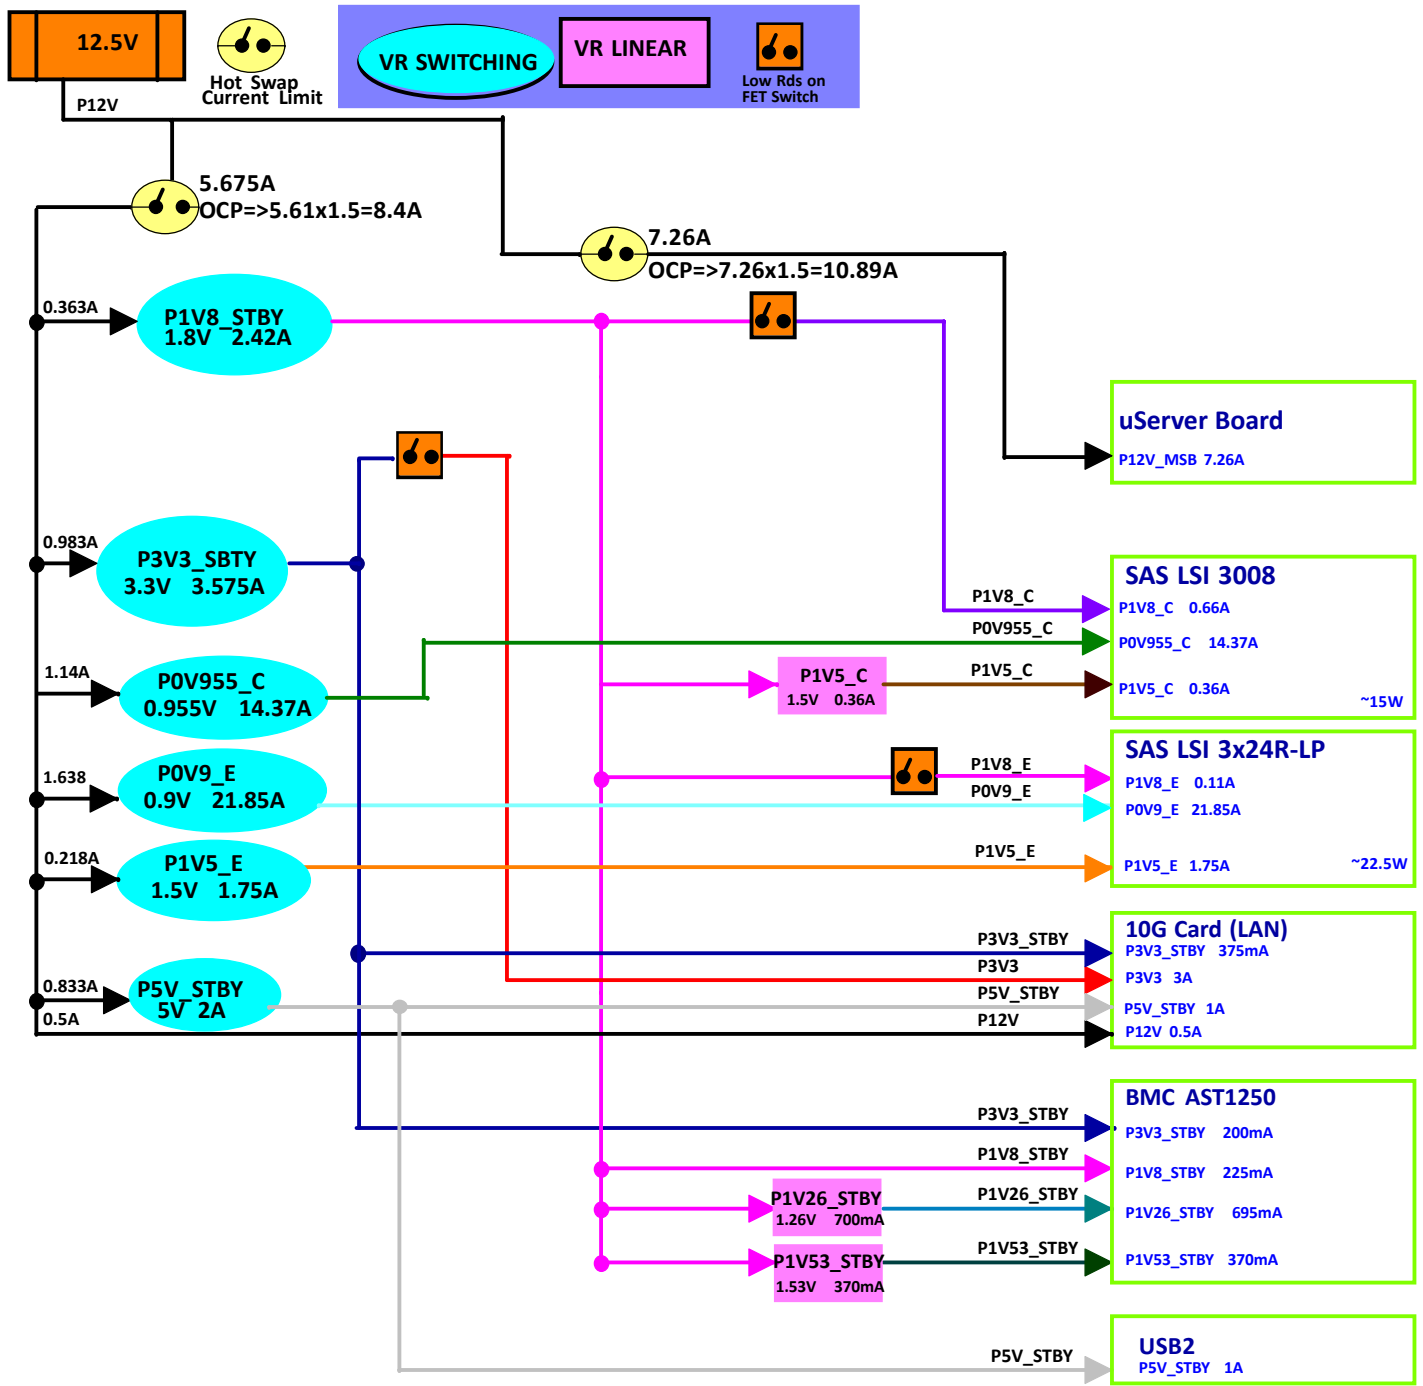 12.5V
Hot Swap
Current Limit
VR SWITCHING
VR LINEAR
Low Rds on
FET Switch
P12V
5.675A
OCP=>5.61x1.5=8.4A
7.26A
OCP=>7.26x1.5=10.89A
0.363A
P1V8_STBY
1.8V 2.42A
uServer Board
P12V_MSB 7.26A
0.983A
P3V3_SBTY
3.3V 3.575A
SAS LSI 3008
P1V8_C
P1V8_C 0.66A
P0V955_C
P0V955_C 14.37A
1.14A
P0V955_C
0.955V 14.37A
P1V5_C
1.5V 0.36A
P1V5_C
P1V5_C 0.36A
~15W
SAS LSI 3x24R-LP
1.638
P0V9_E
0.9V 21.85A
P1V8_E
P1V8_E 0.11A
P0V9_E
P0V9_E 21.85A
0.218A
P1V5_E
1.5V 1.75A
P1V5_E
P1V5_E 1.75A
~22.5W
10G Card (LAN)
P3V3_STBY
P3V3_STBY 375mA
P3V3
P3V3 3A
0.833A
P5V_STBY
5V 2A
P5V_STBY
P5V_STBY 1A
0.5A
P12V
P12V 0.5A
BMC AST1250
P3V3_STBY
P3V3_STBY 200mA
P1V8_STBY
P1V8_STBY 225mA
P1V26_STBY
1.26V 700mA
P1V26_STBY
P1V26_STBY 695mA
P1V53_STBY
1.53V 370mA
P1V53_STBY
P1V53_STBY 370mA
USB2
P5V_STBY
P5V_STBY 1A